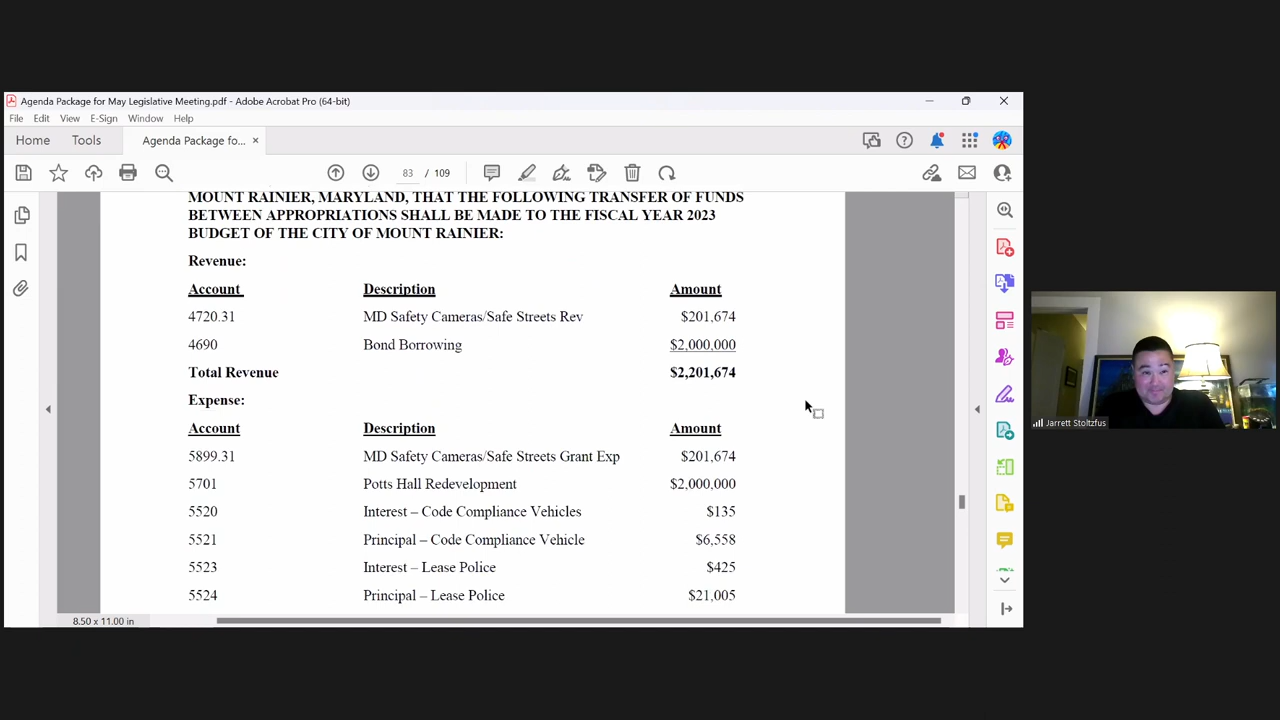 Agenda Package for May Legislative Meeting.pdf - Adobe Acrobat Pro (64-bit)
File Edit View E-Sign Window Help
Home Tools Agenda Package fo... ×
83 / 109
MOUNT RAINIER, MARYLAND, THAT THE FOLLOWING TRANSFER OF FUNDS
BETWEEN APPROPRIATIONS SHALL BE MADE TO THE FISCAL YEAR 2023
BUDGET OF THE CITY OF MOUNT RAINIER:
Revenue:
Account Description Amount
4720.31 MD Safety Cameras/Safe Streets Rev $201,674
4690 Bond Borrowing $2,000,000
Total Revenue $2,201,674
Expense:
Account Description Amount
5899.31 MD Safety Cameras/Safe Streets Grant Exp $201,674
5701 Potts Hall Redevelopment $2,000,000
5520 Interest – Code Compliance Vehicles $135
5521 Principal – Code Compliance Vehicle $6,558
5523 Interest – Lease Police $425
5524 Principal – Lease Police $21,005
8.50 x 11.00 in
Jarrett Stoltzfus